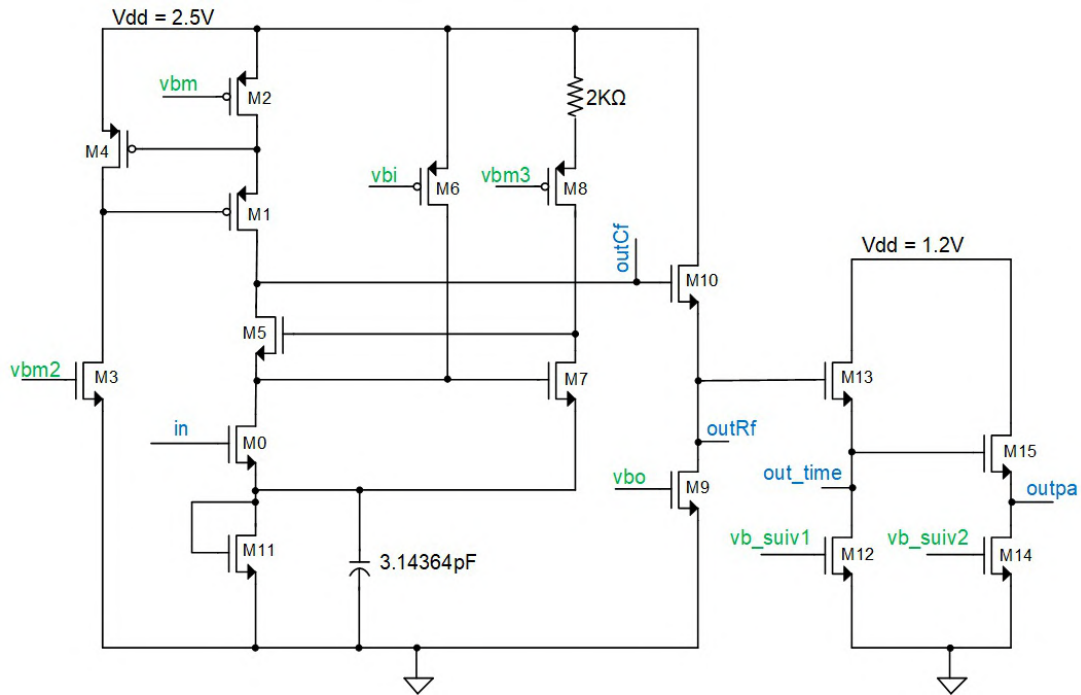 Vdd = 2.5V
vbm
M2
2KΩ
M4
vbi
M6
vbm3
M8
M1
outCf
Vdd = 1.2V
M10
M5
vbm2
M3
M7
M13
in
M0
outRf
M15
out_time
outpa
vbo
M9
M11
3.14364pF
vb_suiv1
M12
vb_suiv2
M14